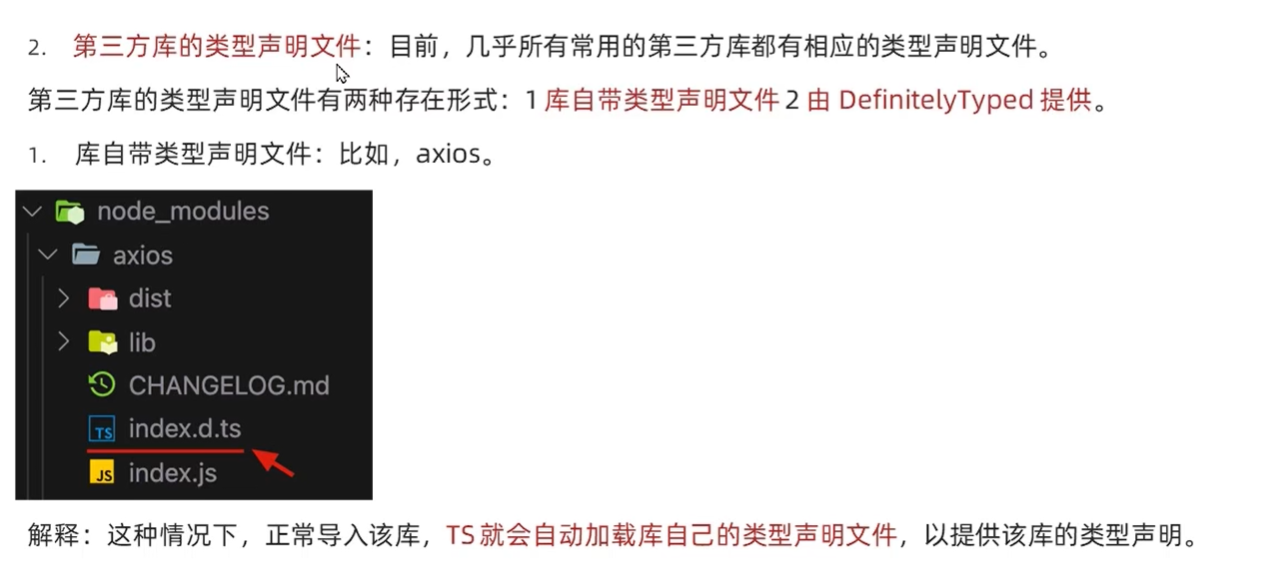 2. 第三方库的类型声明文件：目前，几乎所有常用的第三方库都有相应的类型声明文件。
第三方库的类型声明文件有两种存在形式：1 库自带类型声明文件 2 由 DefinitelyTyped 提供。
1. 库自带类型声明文件：比如，axios。
node_modules
axios
dist
lib
CHANGELOG.md
TS index.d.ts
JS index.js
解释：这种情况下，正常导入该库，TS 就会自动加载库自己的类型声明文件，以提供该库的类型声明。